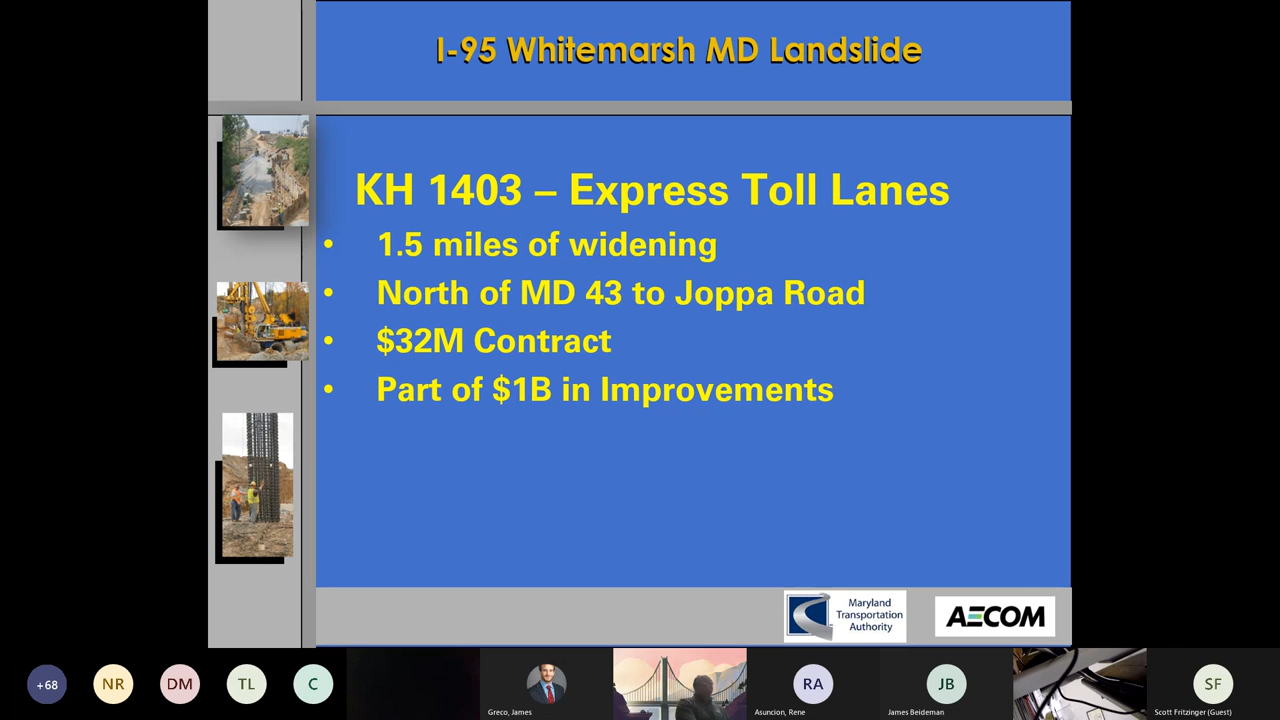 I-95 Whitemarsh MD Landslide
KH 1403 – Express Toll Lanes
• 1.5 miles of widening
• North of MD 43 to Joppa Road
• $32M Contract
• Part of $1B in Improvements
Maryland
Transportation
Authority
AECOM
+68
NR
DM
TL
C
Greco, James
RA
Asuncion, Rene
JB
James Beideman
SF
Scott Fritzinger (Guest)